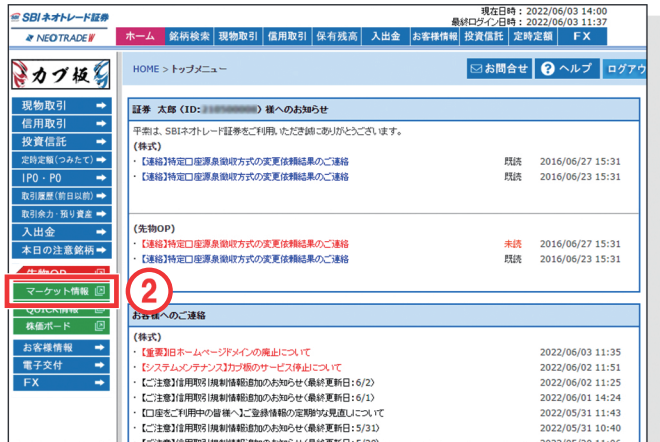 SBIネオトレード証券
現在日時：2022/06/03 14:00
最終ログイン日時：2022/06/03 11:37
NEOTRADE W
ホーム 銘柄検索 現物取引 信用取引 保有残高 入出金 お客様情報 投資信託 定時定額 FX
カブ板
HOME > トップメニュー
お問合せ ? ヘルプ ログアウ
現物取引
信用取引
投資信託
定時定額(つみたて)
IPO・PO
取引履歴(前日以前)
取引余力・預り資産
入出金
本日の注意銘柄
先物OP
マーケット情報
QUICK情報
株価ボード
お客様情報
電子交付
FX
2
証券 太郎 (ID: ) 様へのお知らせ
平素は、SBIネオトレード証券をご利用いただき誠にありがとうございます。
(株式)
・【連絡】特定口座源泉徴収方式の変更依頼結果のご連絡 既読 2016/06/27 15:31
・【連絡】特定口座源泉徴収方式の変更依頼結果のご連絡 既読 2016/06/23 15:31
(先物OP)
・【連絡】特定口座源泉徴収方式の変更依頼結果のご連絡 未読 2016/06/27 15:31
・【連絡】特定口座源泉徴収方式の変更依頼結果のご連絡 既読 2016/06/23 15:31
お客様へのご連絡
(株式)
・【重要】旧ホームページドメインの廃止について 2022/06/03 11:35
・【システムメンテナンス】カブ板のサービス停止について 2022/06/02 11:51
・【ご注意】信用取引規制情報追加のお知らせ(最終更新日:6/2) 2022/06/02 11:25
・【ご注意】信用取引規制情報追加のお知らせ(最終更新日:6/1) 2022/06/01 14:24
・【口座をご利用中の皆様へ】ご登録情報の定期的な見直しについて 2022/05/31 11:43
・【ご注意】信用取引規制情報追加のお知らせ(最終更新日:5/31) 2022/05/31 10:40